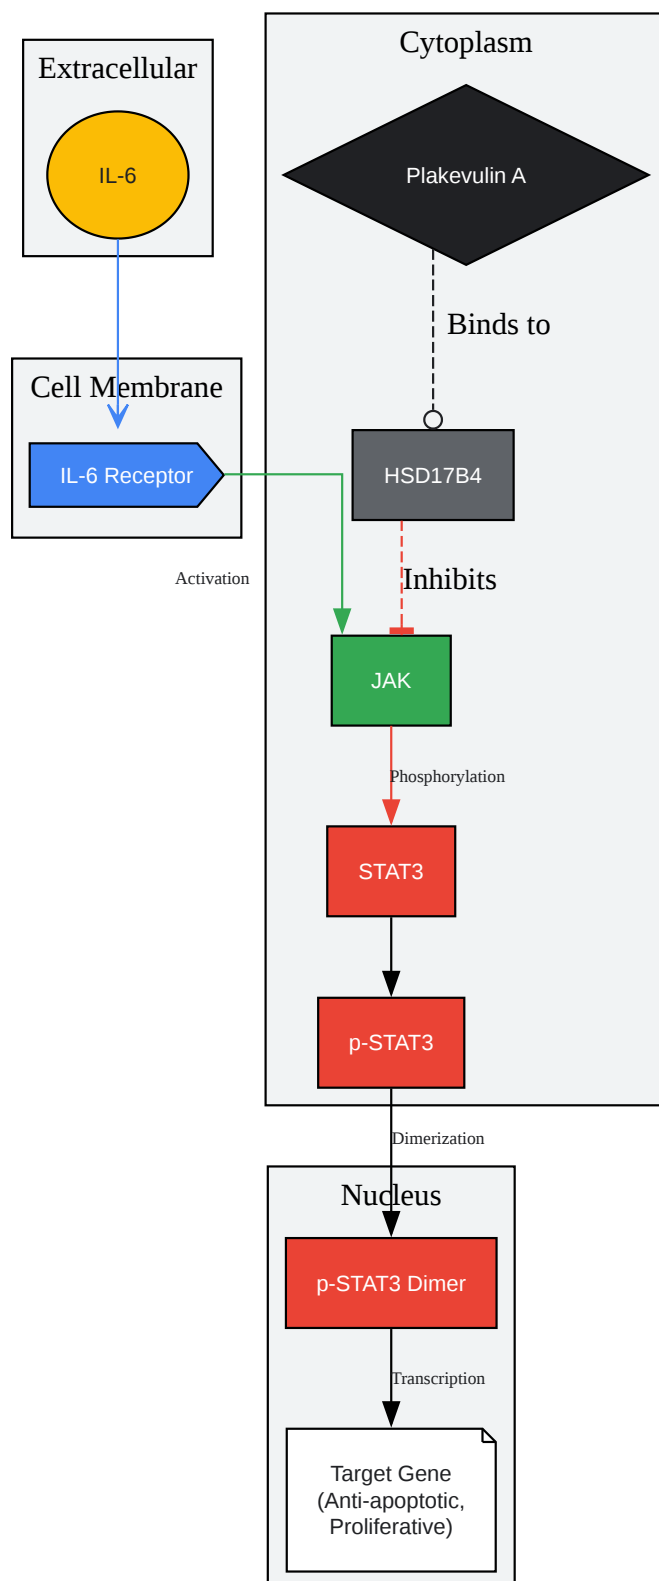 Extracellular
IL-6
Cell Membrane
IL-6 Receptor
Activation
Cytoplasm
Plakevulin A
Binds to
HSD17B4
Inhibits
JAK
Phosphorylation
STAT3
p-STAT3
Dimerization
Nucleus
p-STAT3 Dimer
Transcription
Target Gene
(Anti-apoptotic,
Proliferative)